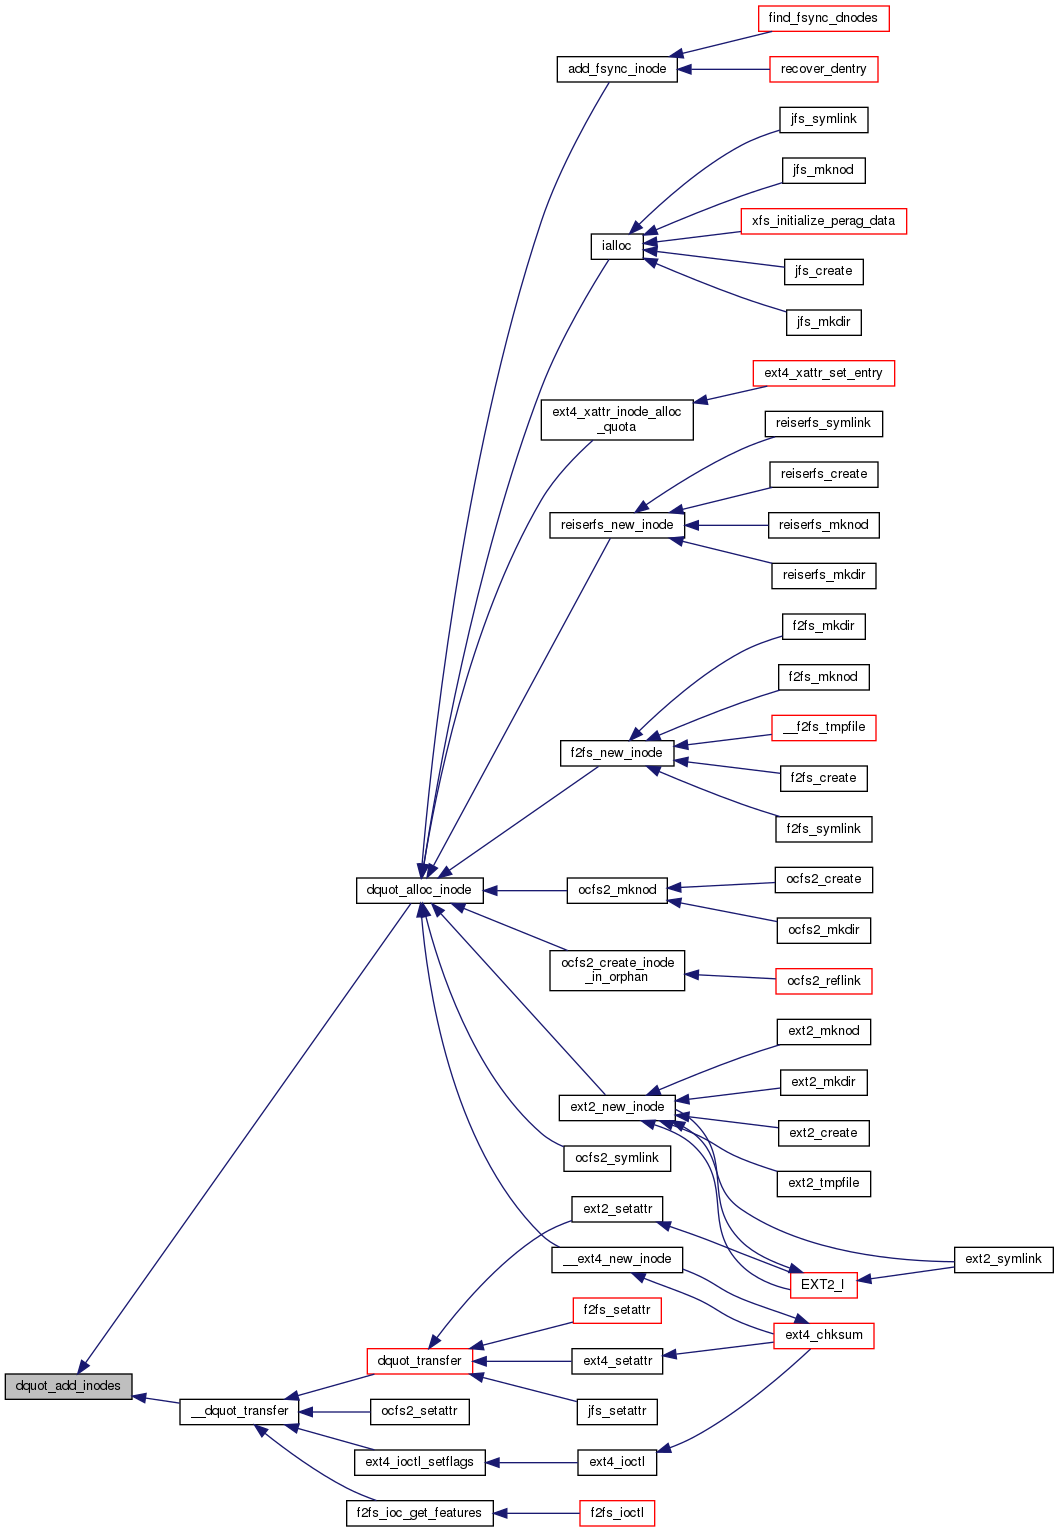 find_fsync_dnodes
add_fsync_inode
recover_dentry
jfs_symlink
jfs_mknod
xfs_initialize_perag_data
ialloc
jfs_create
jfs_mkdir
ext4_xattr_set_entry
ext4_xattr_inode_alloc
_quota
reiserfs_symlink
reiserfs_create
reiserfs_new_inode
reiserfs_mknod
reiserfs_mkdir
f2fs_mkdir
f2fs_mknod
__f2fs_tmpfile
f2fs_new_inode
f2fs_create
f2fs_symlink
dquot_alloc_inode
ocfs2_mknod
ocfs2_create
ocfs2_mkdir
ocfs2_create_inode
_in_orphan
ocfs2_reflink
ext2_mknod
ext2_mkdir
ext2_new_inode
ext2_create
ocfs2_symlink
ext2_tmpfile
ext2_setattr
__ext4_new_inode
ext2_symlink
EXT2_I
f2fs_setattr
ext4_chksum
dquot_transfer
ext4_setattr
dquot_add_inodes
__dquot_transfer
ocfs2_setattr
jfs_setattr
ext4_ioctl_setflags
ext4_ioctl
f2fs_ioc_get_features
f2fs_ioctl